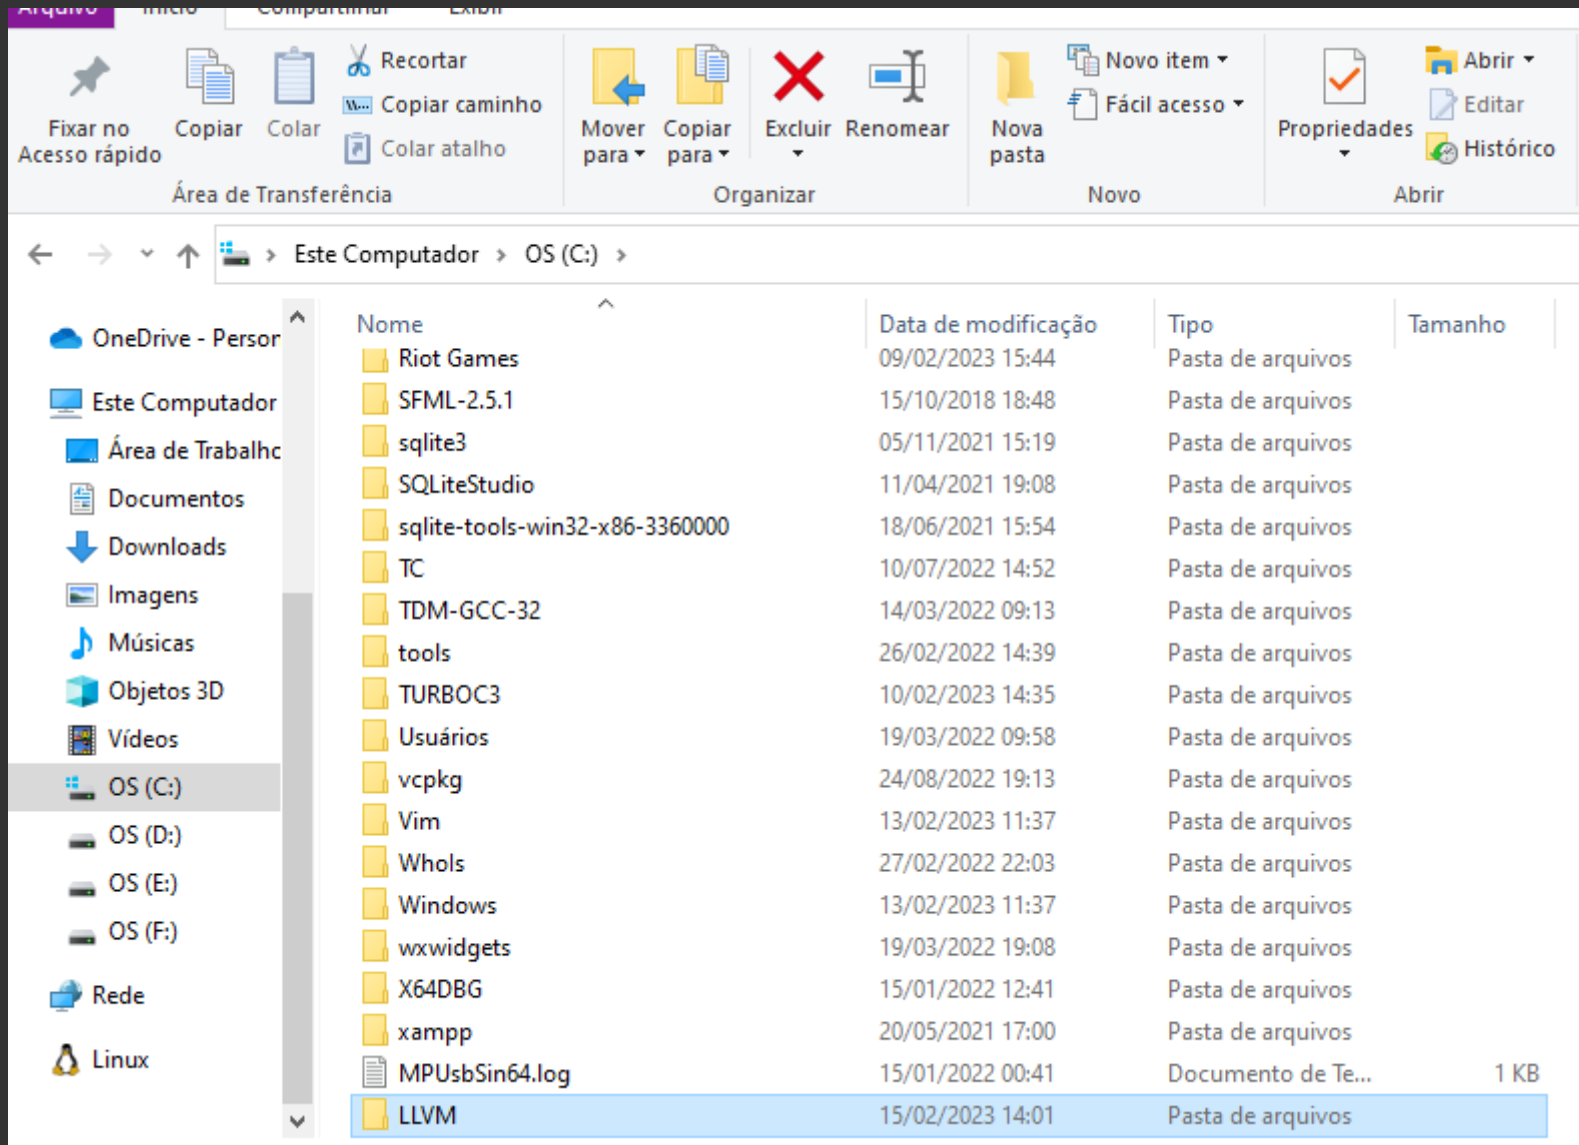 Arquivo Início Compartilhar Exibir
Fixar no
Acesso rápido
Copiar
Colar
Recortar
Copiar caminho
Colar atalho
Área de Transferência
Mover
para
Copiar
para
Excluir
Renomear
Organizar
Nova
pasta
Novo item
Fácil acesso
Novo
Propriedades
Abrir
Editar
Histórico
Abrir
Este Computador > OS (C:) >
OneDrive - Person
Este Computador
Área de Trabalho
Documentos
Downloads
Imagens
Músicas
Objetos 3D
Vídeos
OS (C:)
OS (D:)
OS (E:)
OS (F:)
Rede
Linux
Nome Data de modificação Tipo Tamanho
Riot Games 09/02/2023 15:44 Pasta de arquivos
SFML-2.5.1 15/10/2018 18:48 Pasta de arquivos
sqlite3 05/11/2021 15:19 Pasta de arquivos
SQLiteStudio 11/04/2021 19:08 Pasta de arquivos
sqlite-tools-win32-x86-3360000 18/06/2021 15:54 Pasta de arquivos
TC 10/07/2022 14:52 Pasta de arquivos
TDM-GCC-32 14/03/2022 09:13 Pasta de arquivos
tools 26/02/2022 14:39 Pasta de arquivos
TURBOC3 10/02/2023 14:35 Pasta de arquivos
Usuários 19/03/2022 09:58 Pasta de arquivos
vcpkg 24/08/2022 19:13 Pasta de arquivos
Vim 13/02/2023 11:37 Pasta de arquivos
WhoIs 27/02/2022 22:03 Pasta de arquivos
Windows 13/02/2023 11:37 Pasta de arquivos
wxwidgets 19/03/2022 19:08 Pasta de arquivos
X64DBG 15/01/2022 12:41 Pasta de arquivos
xampp 20/05/2021 17:00 Pasta de arquivos
MPUsbSin64.log 15/01/2022 00:41 Documento de Te... 1 KB
LLVM 15/02/2023 14:01 Pasta de arquivos